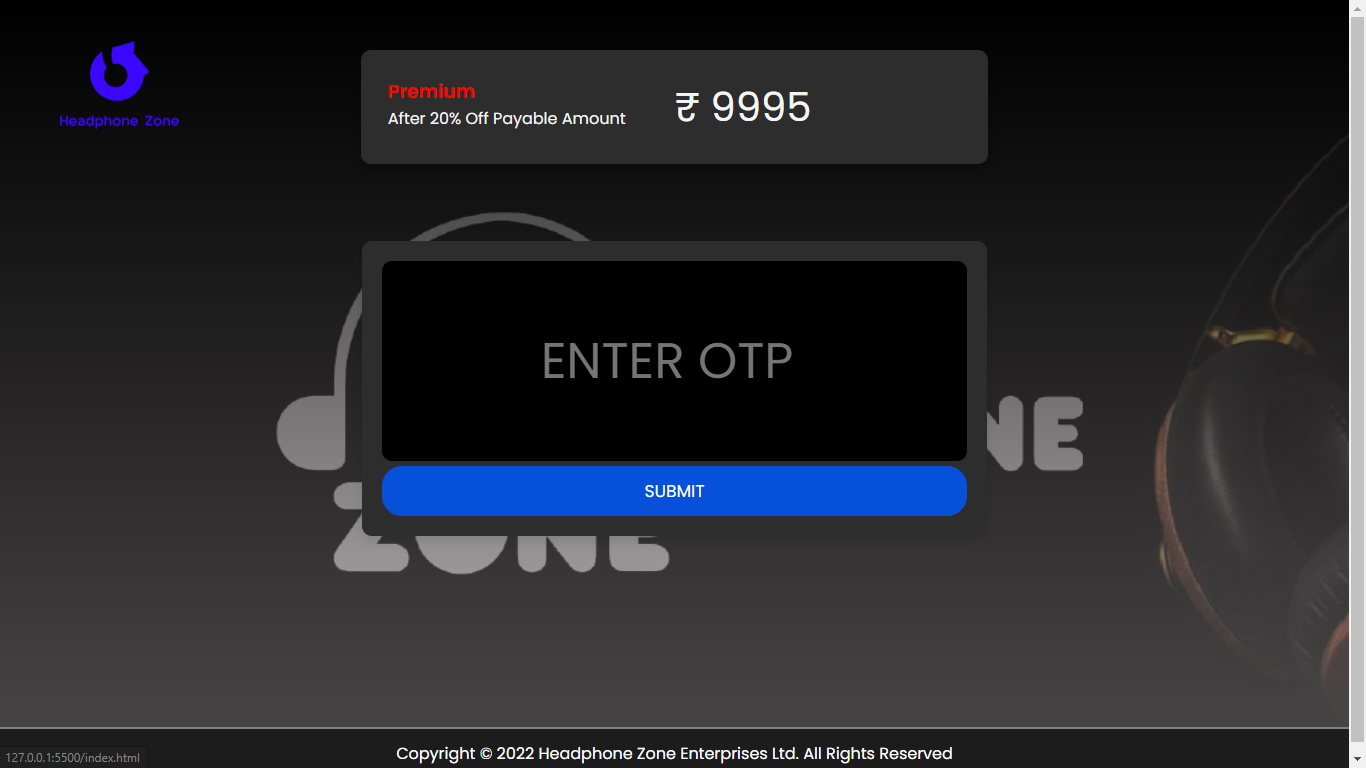 Headphone Zone
Premium
After 20% Off Payable Amount
₹ 9995
ENTER OTP
NE
SUBMIT
ZONE
127.0.0.1:5500/index.html
Copyright © 2022 Headphone Zone Enterprises Ltd. All Rights Reserved